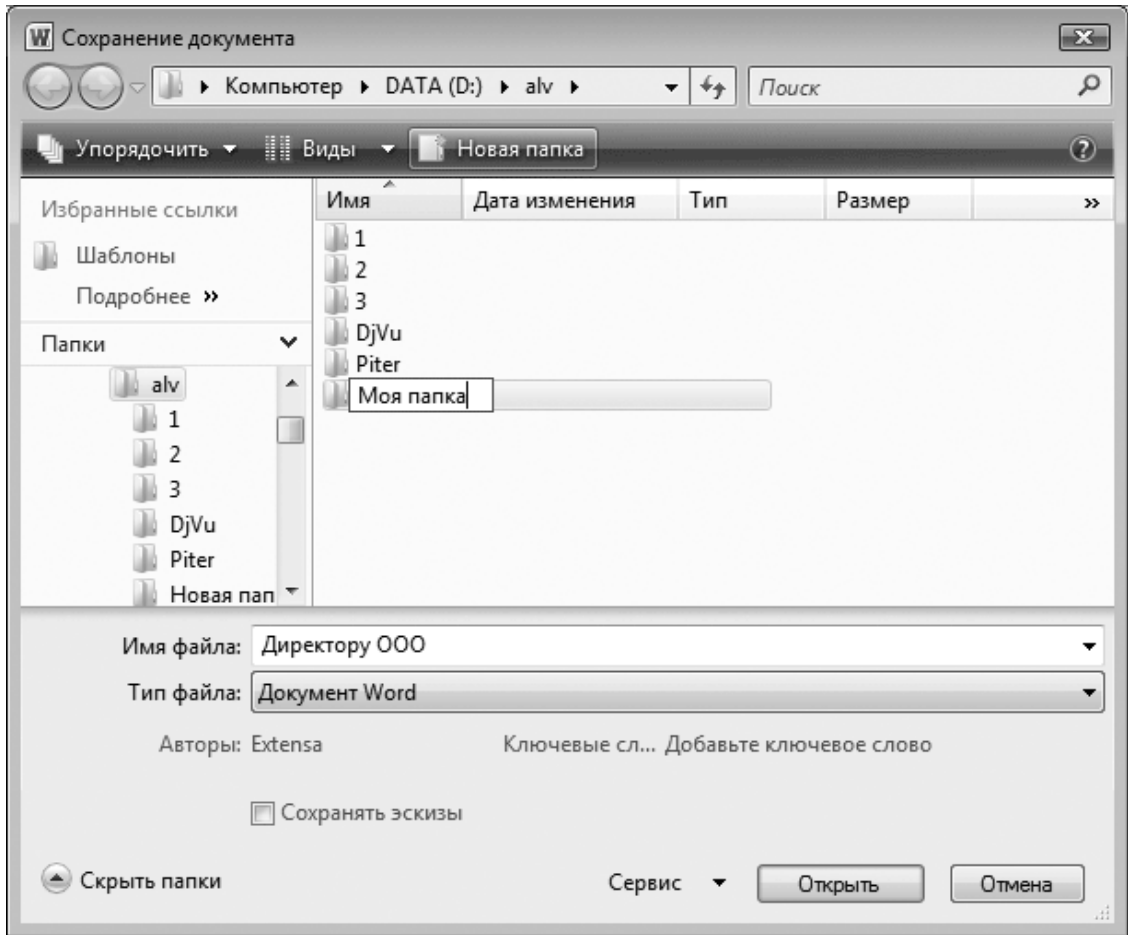 Сохранение документа
Компьютер DATA (D:) alv Поиск
Упорядочить Виды Новая папка
Избранные ссылки
Шаблоны
Подробнее »
Папки
alv
1
2
3
DjVu
Piter
Новая пап
Имя Дата изменения Тип Размер »
1
2
3
DjVu
Piter
Моя папка
Имя файла: Директору ООО
Тип файла: Документ Word
Авторы: Extensa Ключевые сл... Добавьте ключевое слово
Сохранять эскизы
Скрыть папки Сервис Открыть Отмена